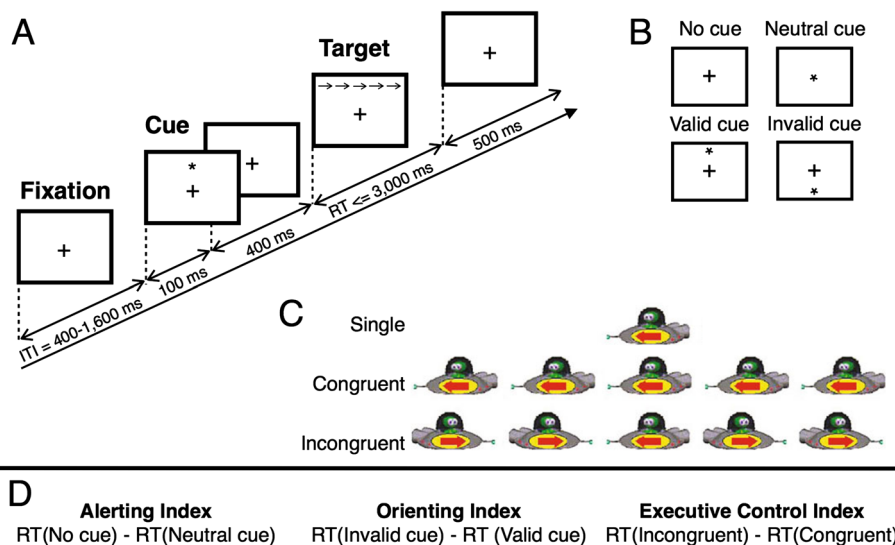 A
Fixation
Cue
Target
ITI = 400-1,600 ms
100 ms
400 ms
RT <= 3,000 ms
500 ms
B
No cue
Neutral cue
Valid cue
Invalid cue
C
Single
Congruent
Incongruent
D
Alerting Index
RT(No cue) - RT(Neutral cue)
Orienting Index
RT(Invalid cue) - RT (Valid cue)
Executive Control Index
RT(Incongruent) - RT(Congruent)